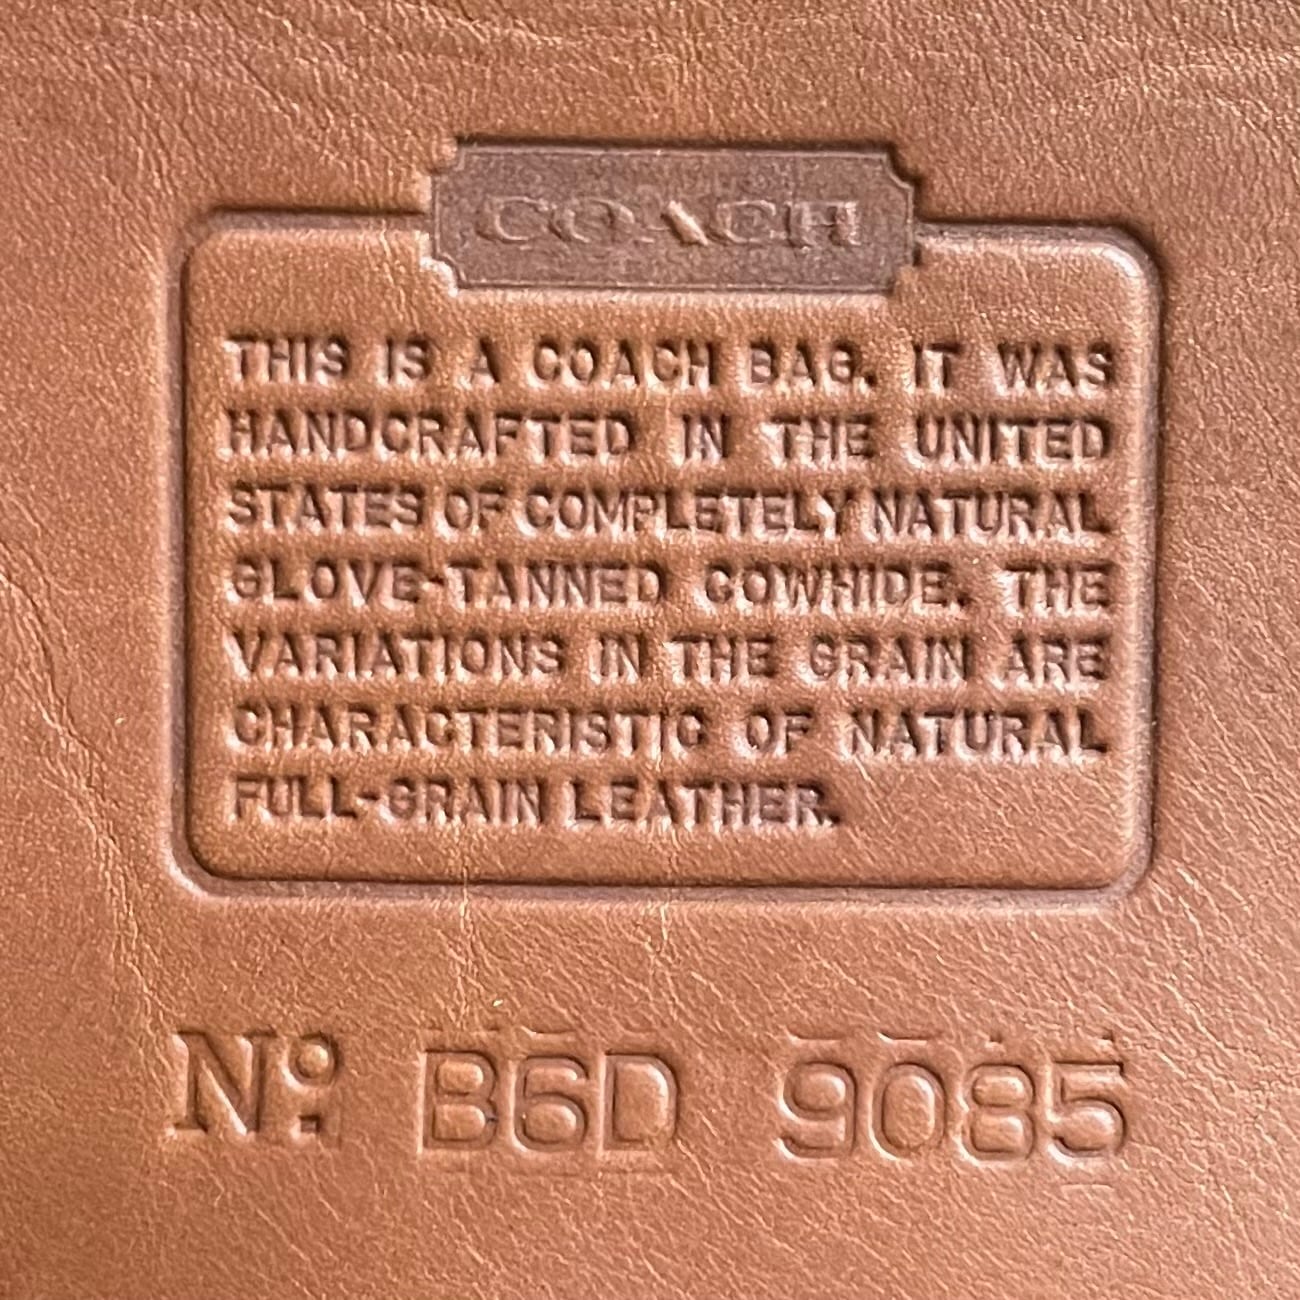 COACH
THIS IS A COACH BAG. IT WAS
HANDCRAFTED IN THE UNITED
STATES OF COMPLETELY NATURAL
GLOVE-TANNED COWHIDE. THE
VARIATIONS IN THE GRAIN ARE
CHARACTERISTIC OF NATURAL
FULL-GRAIN LEATHER.
Nº B6D 9085